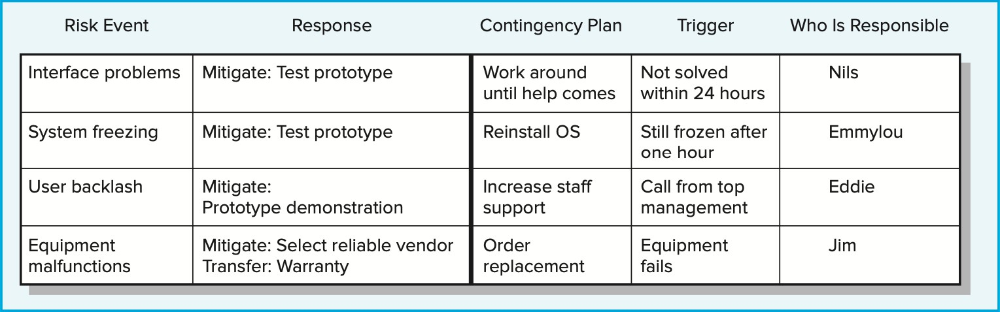 Risk Event Response Contingency Plan Trigger Who Is Responsible
Interface problems Mitigate: Test prototype Work around Not solved Nils
until help comes within 24 hours
System freezing Mitigate: Test prototype Reinstall OS Still frozen after Emmylou
one hour
User backlash Mitigate: Increase staff Call from top Eddie
Prototype demonstration support management
Equipment Mitigate: Select reliable vendor Order Equipment Jim
malfunctions Transfer: Warranty replacement fails